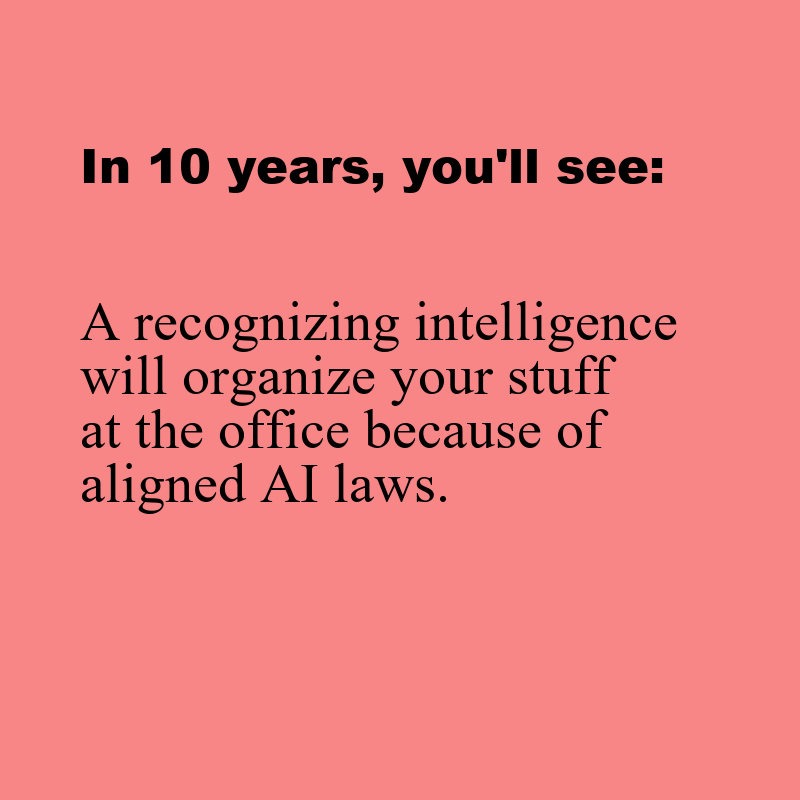 In 10 years, you'll see:
A recognizing intelligence
will organize your stuff
at the office because of
aligned AI laws.